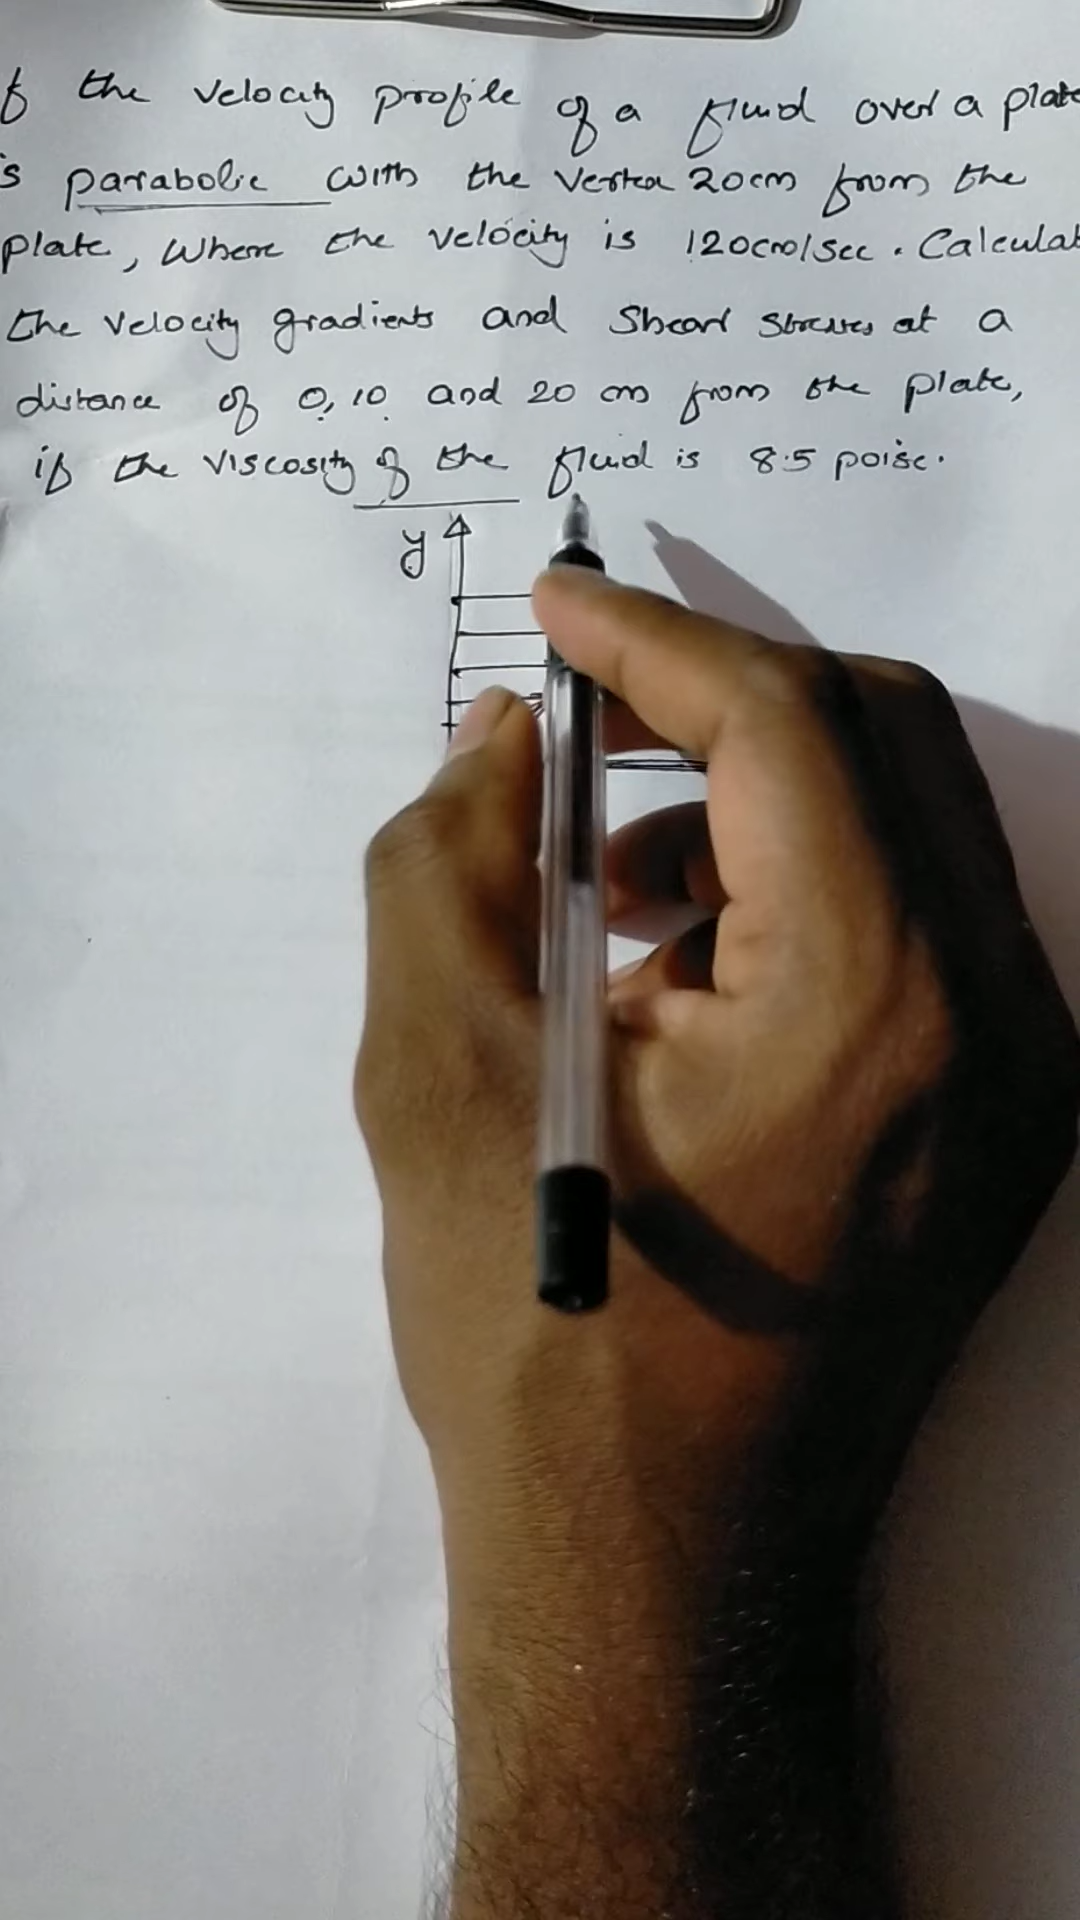 f the velocity profile of a fluid over a plate
s parabolic with the vertex 20cm from the
plate, where the velocity is 120cm/sec. Calculat
the velocity gradients and Shear stresses at a
distance of 0, 10 and 20 cm from the plate,
if the viscosity of the fluid is 8.5 poise.
y